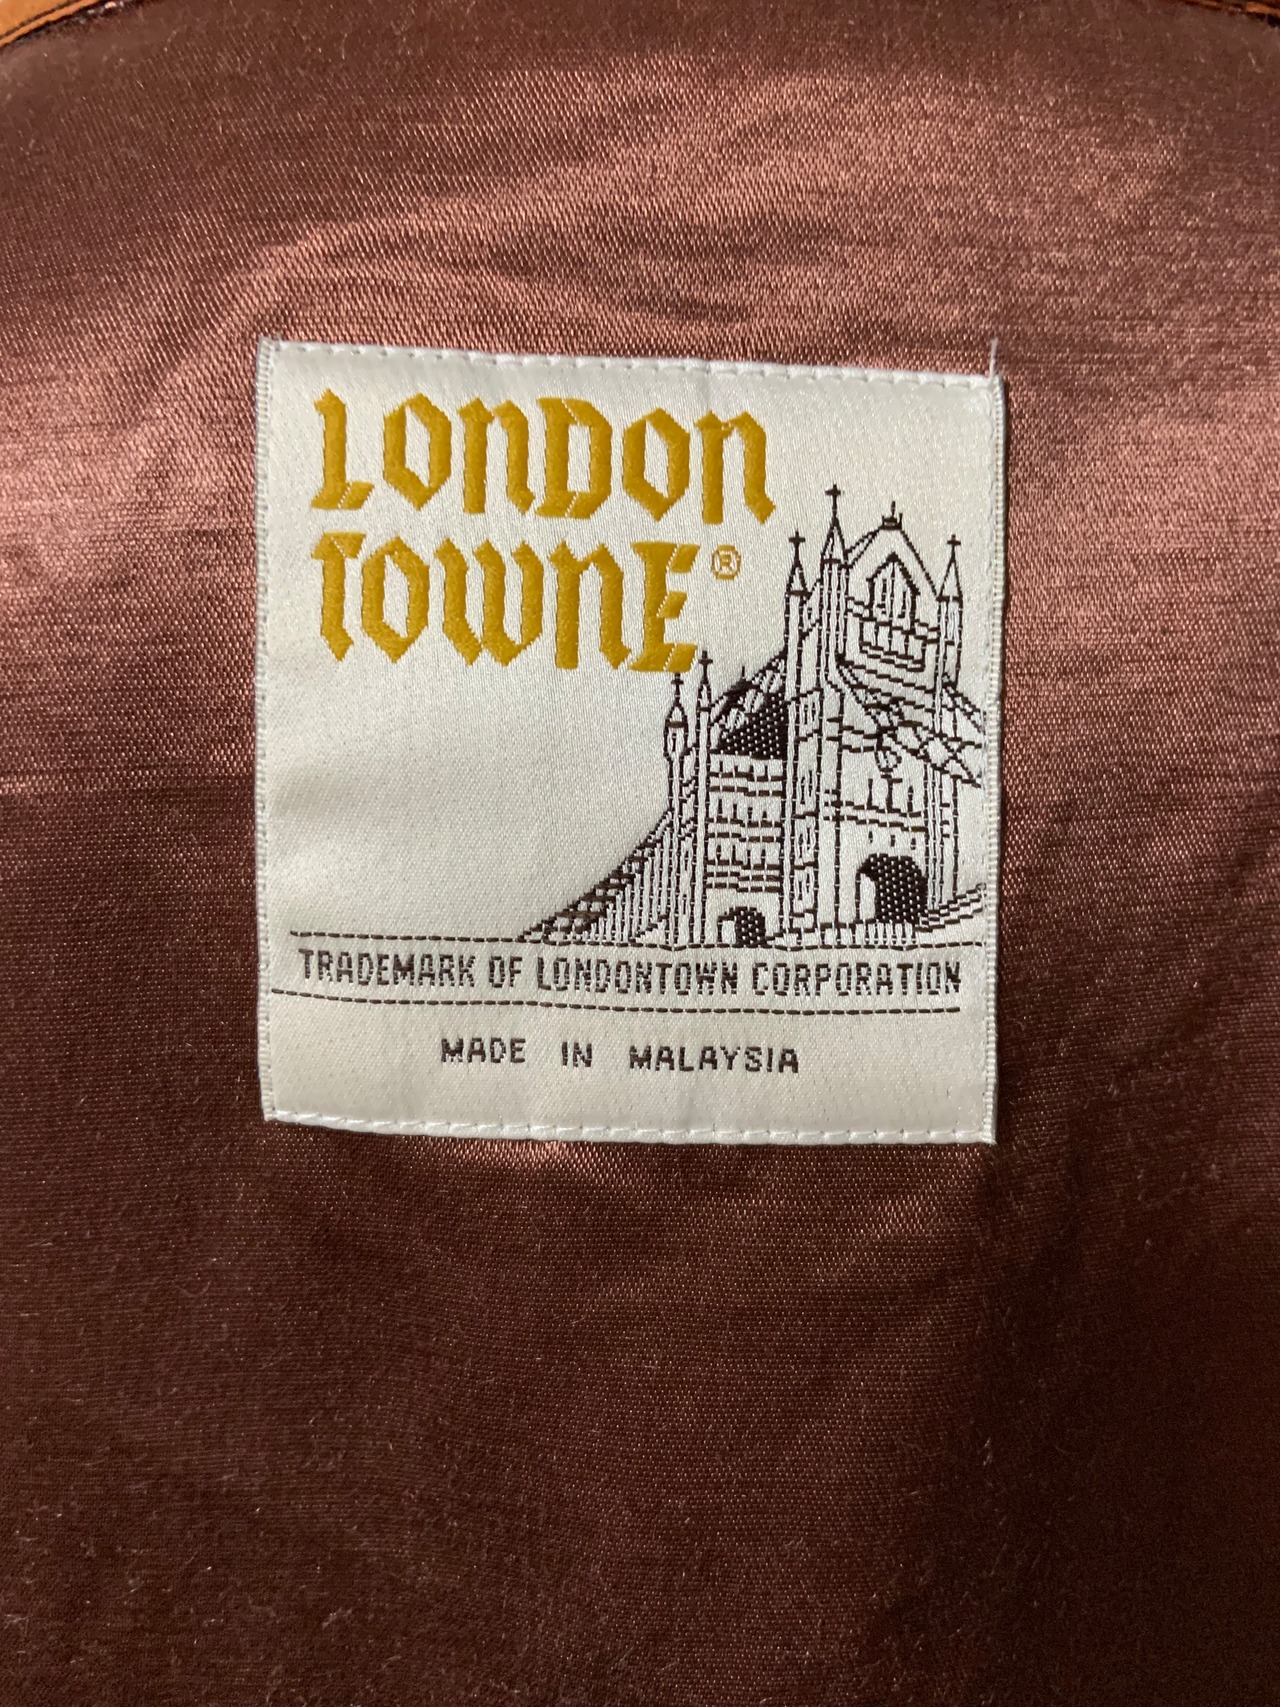 LONDON
TOWNE®
TRADEMARK OF LONDONTOWN CORPORATION
MADE IN MALAYSIA